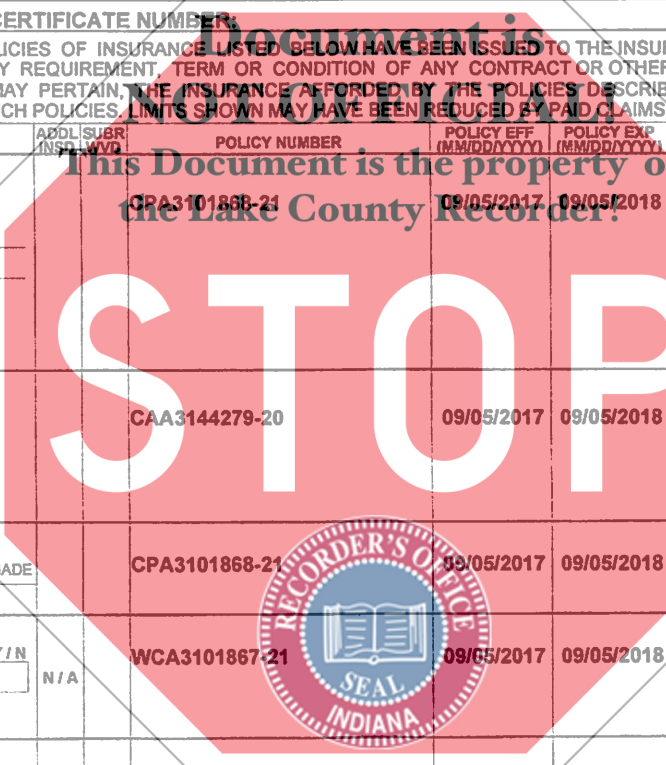 CERTIFICATE NUMBER:
Document is
LICIES OF INSURANCE LISTED BELOW HAVE BEEN ISSUED TO THE INSUR
Y REQUIREMENT, TERM OR CONDITION OF ANY CONTRACT OR OTHER
MAY PERTAIN, THE INSURANCE AFFORDED BY THE POLICIES DESCRIB
NOT OFFICIAL!
CH POLICIES. LIMITS SHOWN MAY HAVE BEEN REDUCED BY PAID CLAIMS
ADDL SUBR POLICY NUMBER POLICY EFF POLICY EXP
INSD WVD (MM/DD/YYYY) (MM/DD/YYYY)
This Document is the property o
CPA3101868-21 09/05/2017 09/05/2018
the Lake County Recorder!
STOP
CAA3144279-20 09/05/2017 09/05/2018
ADE CPA3101868-21 09/05/2017 09/05/2018
RECORDER'S OFFICE
Y / N WCA3101867-21 09/05/2017 09/05/2018
N / A
SEAL
INDIANA